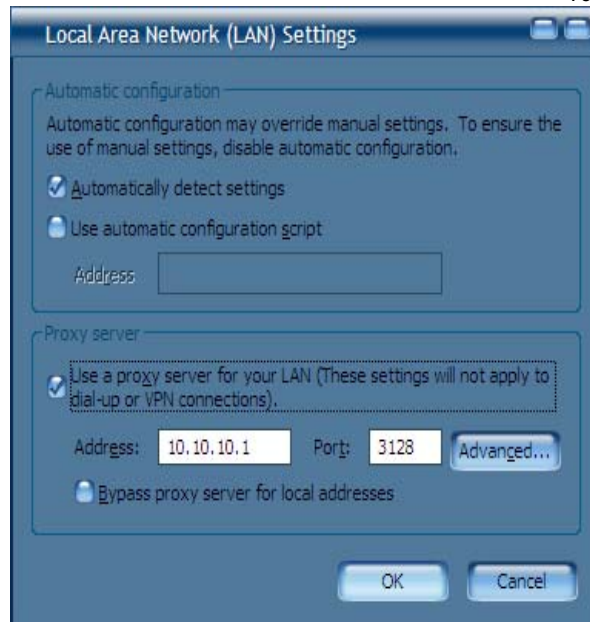 Local Area Network (LAN) Settings
Automatic configuration
Automatic configuration may override manual settings. To ensure the
use of manual settings, disable automatic configuration.
Automatically detect settings
Use automatic configuration script
Address
Proxy server
Use a proxy server for your LAN (These settings will not apply to
dial-up or VPN connections).
Address: 10.10.10.1 Port: 3128 Advanced...
Bypass proxy server for local addresses
OK Cancel